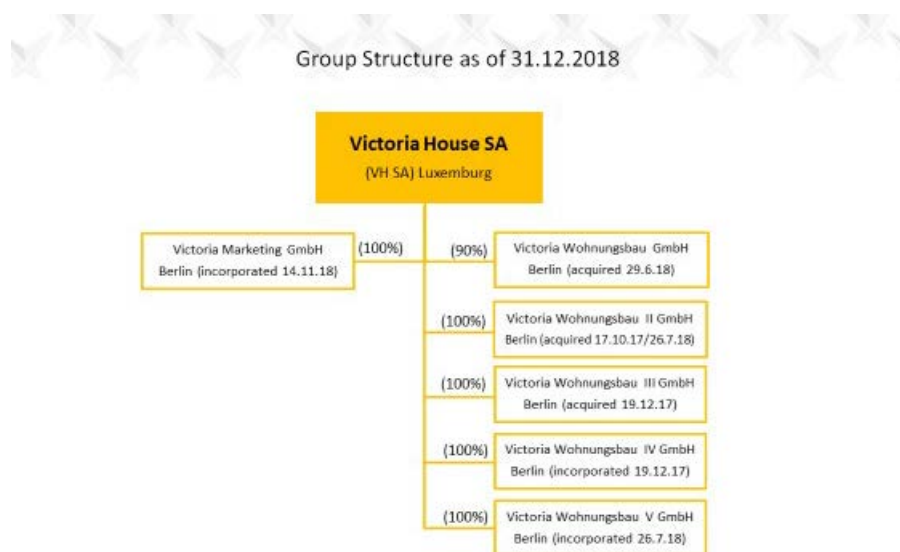 Group Structure as of 31.12.2018
Victoria House SA
(VH SA) Luxemburg
Victoria Marketing GmbH
Berlin (incorporated 14.11.18)
(100%)
(90%)
Victoria Wohnungsbau GmbH
Berlin (acquired 29.6.18)
(100%)
Victoria Wohnungsbau II GmbH
Berlin (acquired 17.10.17/26.7.18)
(100%)
Victoria Wohnungsbau III GmbH
Berlin (acquired 19.12.17)
(100%)
Victoria Wohnungsbau IV GmbH
Berlin (incorporated 19.12.17)
(100%)
Victoria Wohnungsbau V GmbH
Berlin (incorporated 26.7.18)